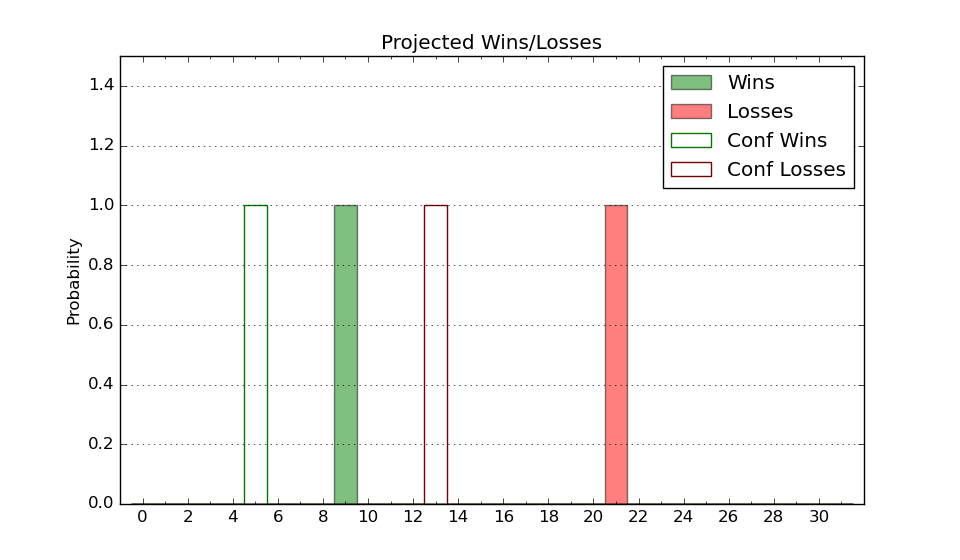 Projected Wins/Losses
Wins
Losses
Conf Wins
Conf Losses
Probability
1.4
1.2
1.0
0.8
0.6
0.4
0.2
0.0
0 2 4 6 8 10 12 14 16 18 20 22 24 26 28 30